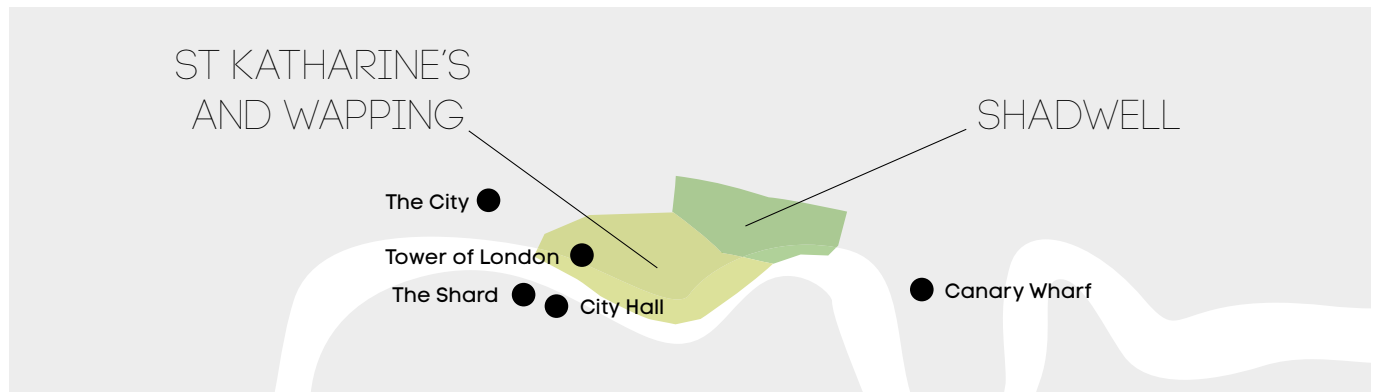 ST KATHARINE'S
AND WAPPING
SHADWELL
The City
Tower of London
The Shard
City Hall
Canary Wharf